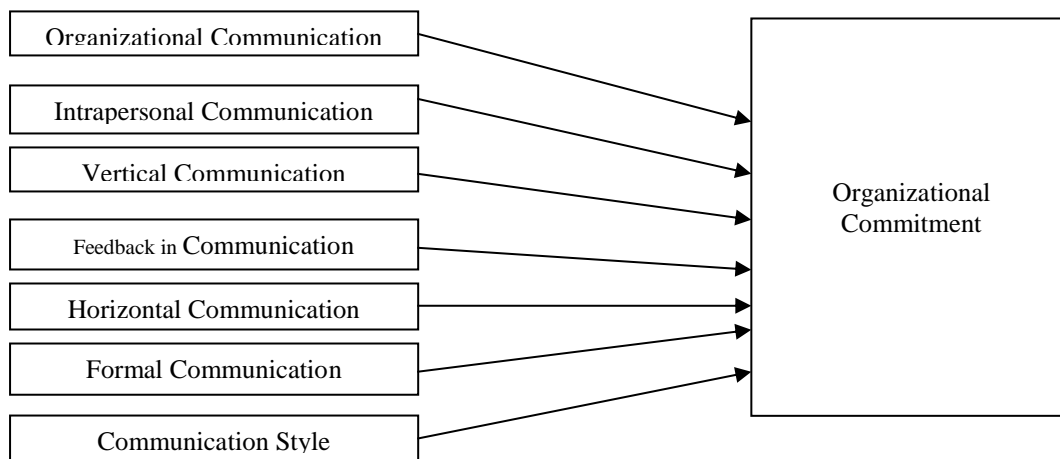 Organizational Communication
Intrapersonal Communication
Vertical Communication
Feedback in Communication
Horizontal Communication
Formal Communication
Communication Style
Organizational
Commitment